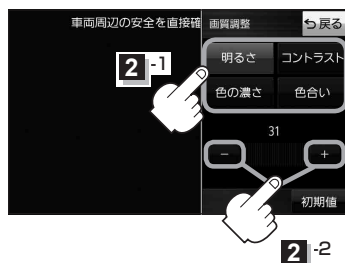 車両周辺の安全を直接確
画質調整
戻る
2-1
明るさ
コントラスト
色の濃さ
色合い
31
− +
初期値
2-2